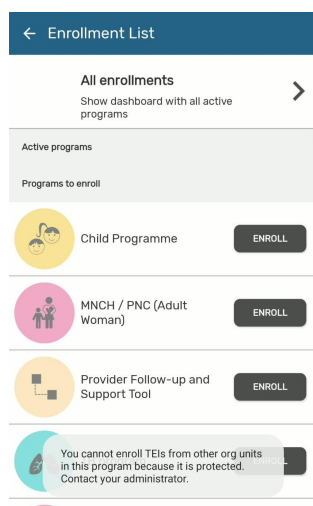 Enrollment List
All enrollments
Show dashboard with all active
programs
Active programs
Programs to enroll
Child Programme
ENROLL
MNCH / PNC (Adult
Woman)
ENROLL
Provider Follow-up and
Support Tool
ENROLL
You cannot enroll TEIs from other org units
in this program because it is protected.
Contact your administrator.